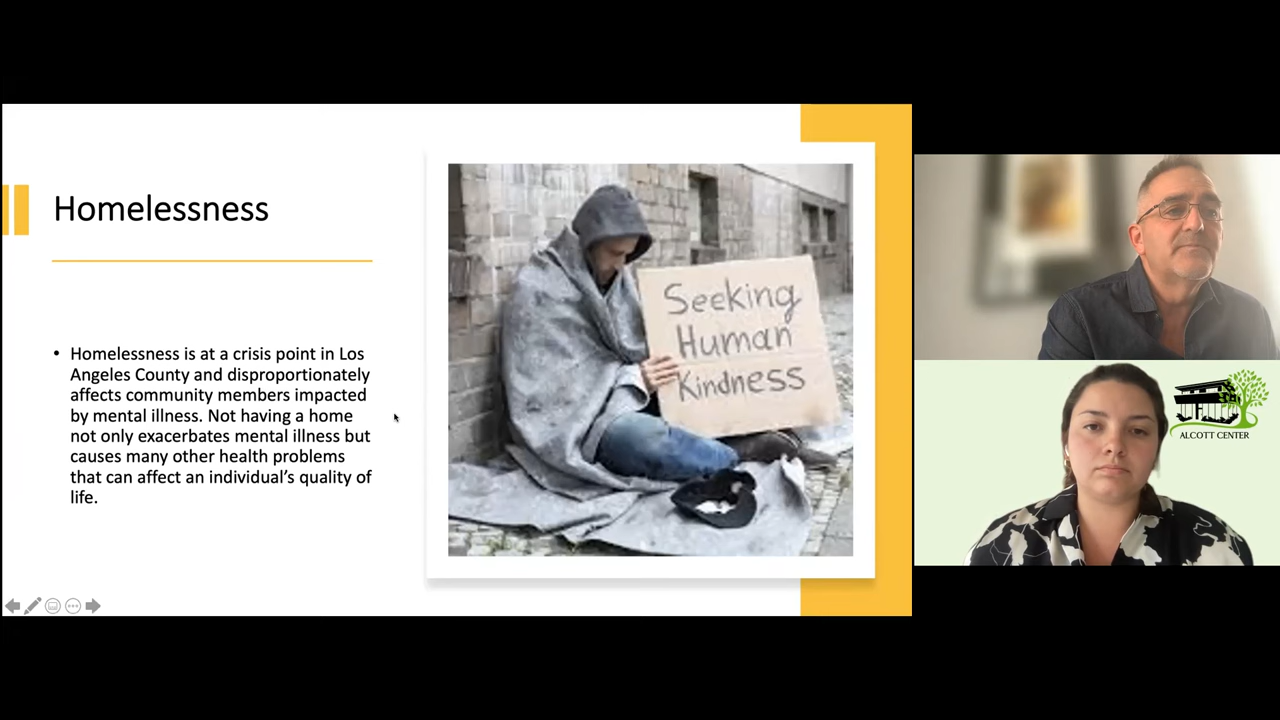 Homelessness
• Homelessness is at a crisis point in Los
Angeles County and disproportionately
affects community members impacted
by mental illness. Not having a home
not only exacerbates mental illness but
causes many other health problems
that can affect an individual’s quality of
life.
Seeking
Human
Kindness
ALCOTT CENTER